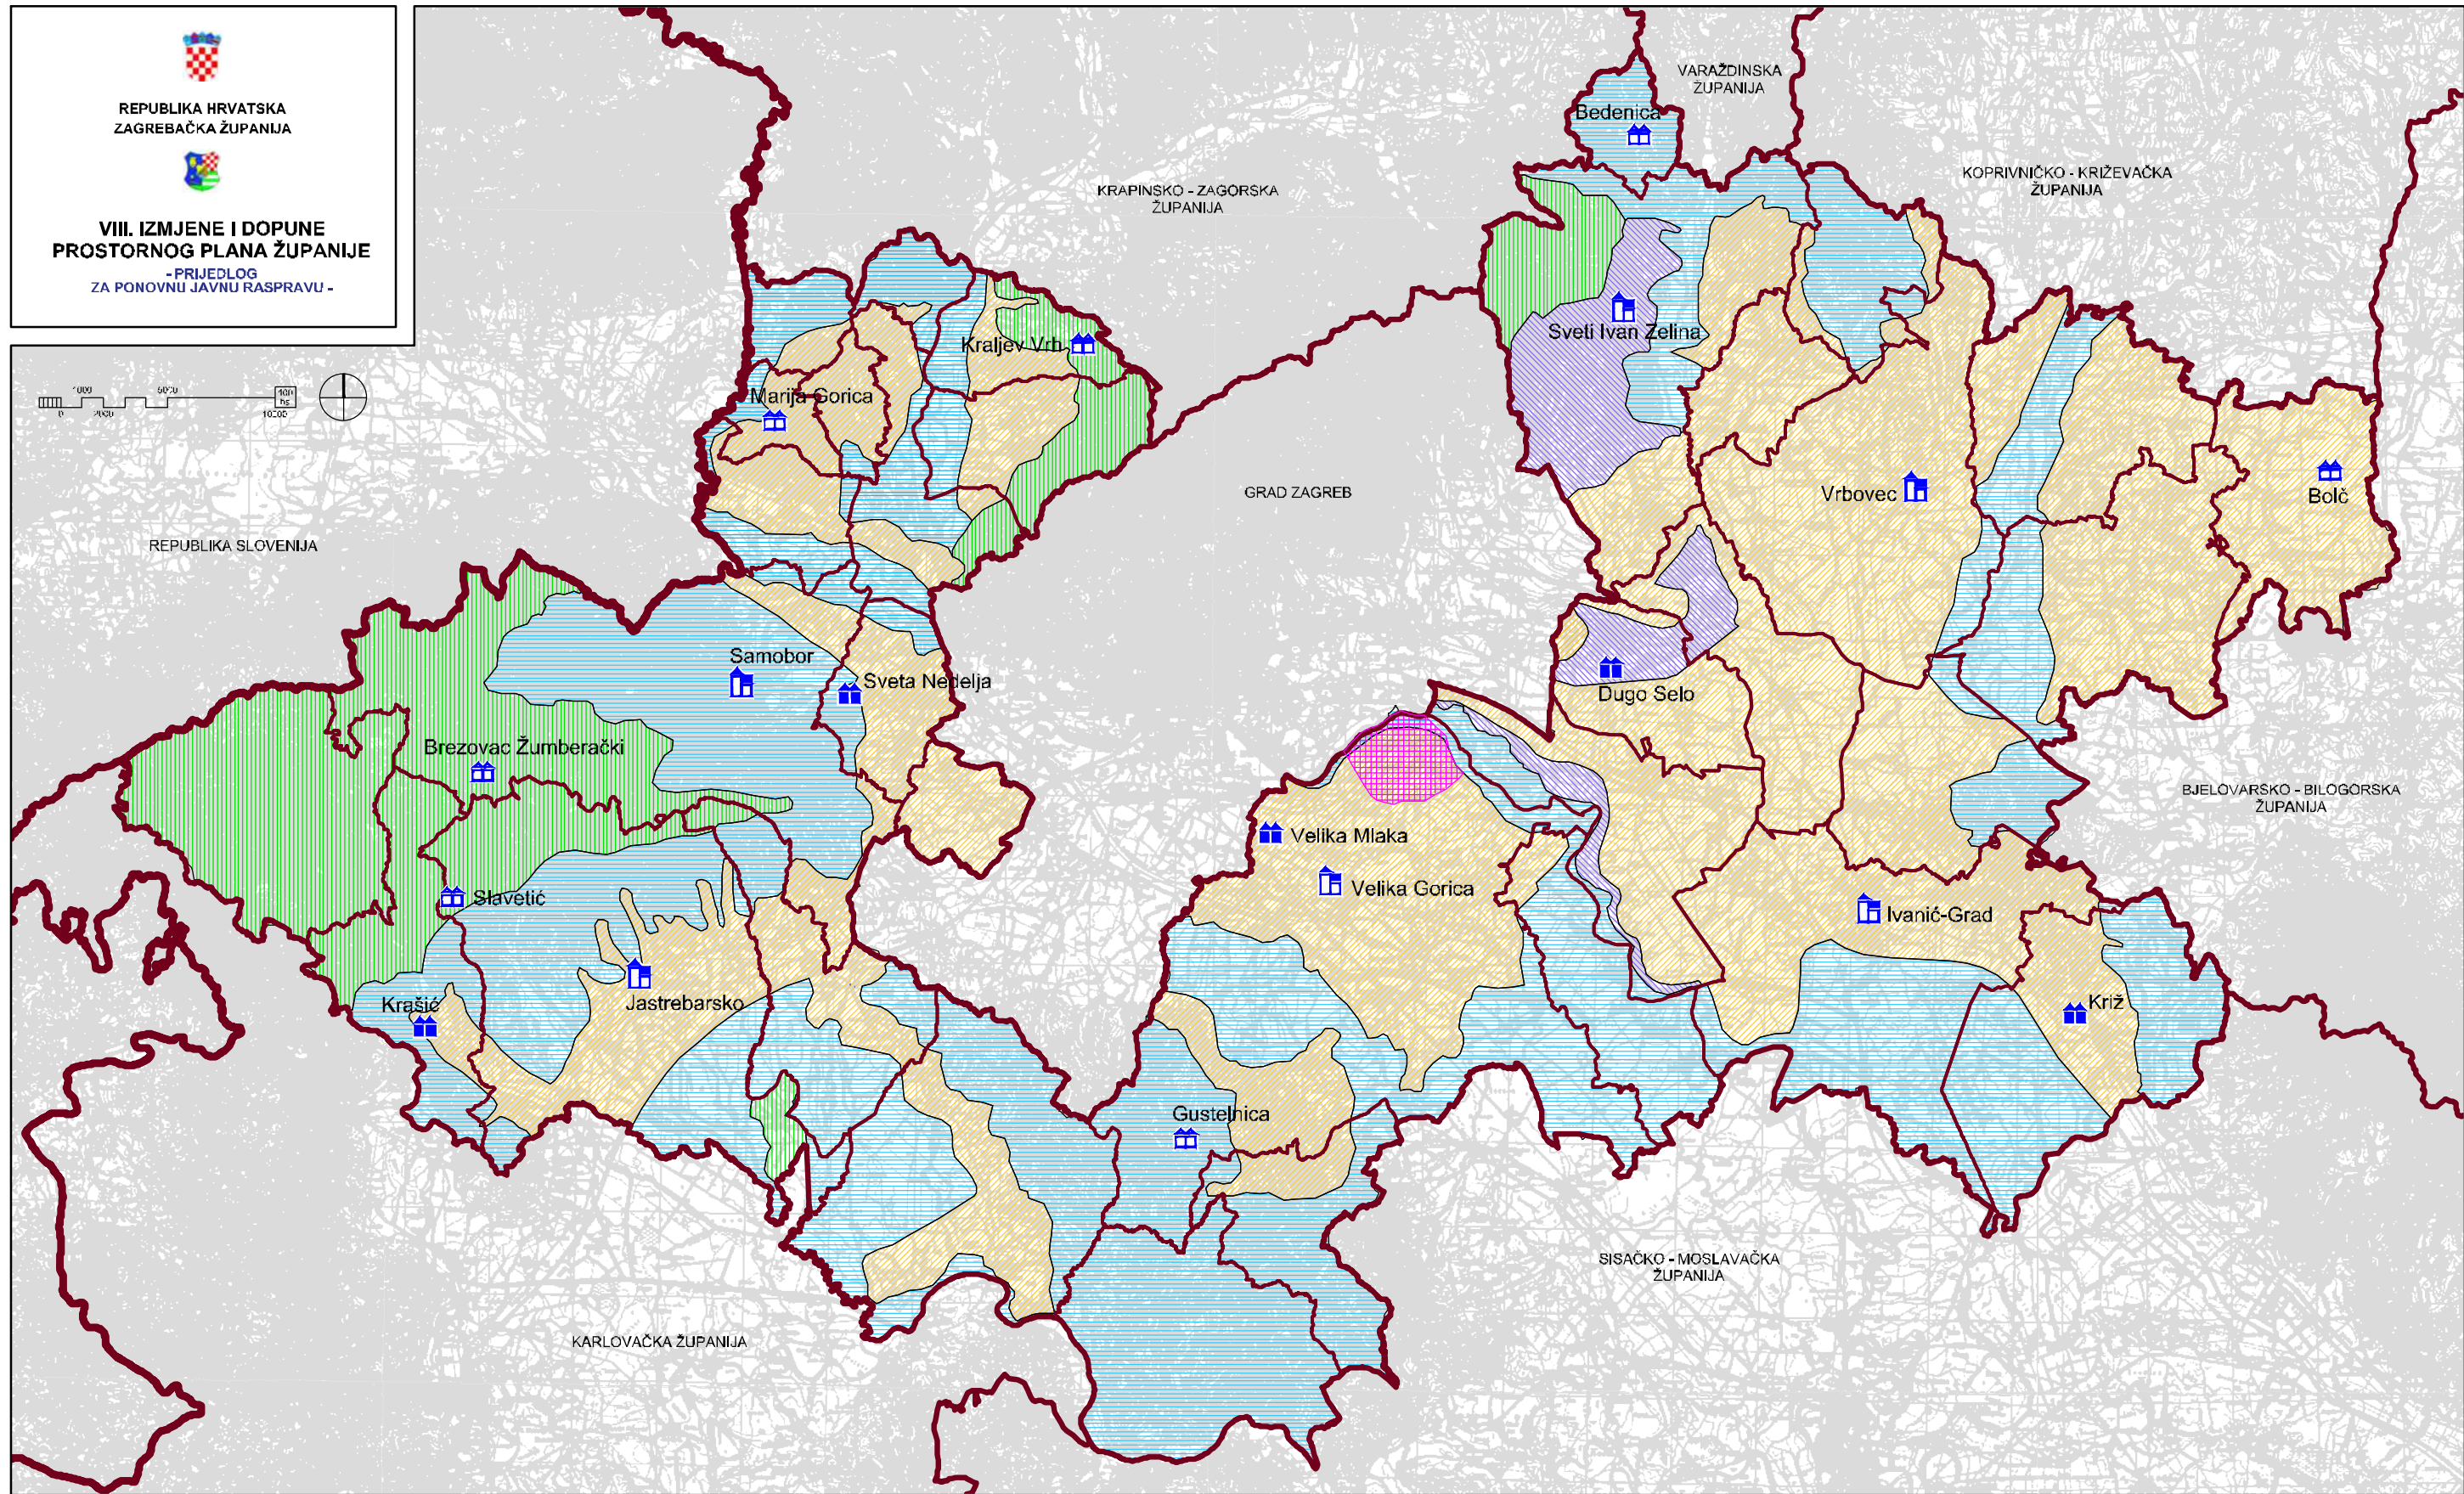 REPUBLIKA HRVATSKA
ZAGREBAČKA ŽUPANIJA
VIII. IZMJENE I DOPUNE
PROSTORNOG PLANA ŽUPANIJE
- PRIJEDLOG
ZA PONOVNU JAVNU RASPRAVU -
VARAŽDINSKA
ŽUPANIJA
Bedenica
KOPRIVNIČKO - KRIŽEVAČKA
ŽUPANIJA
KRAPINSKO - ZAGORSKA
ŽUPANIJA
Sveti Ivan Zelina
Kraljev Vrh
Marija Gorica
GRAD ZAGREB
Vrbovec
Bolč
REPUBLIKA SLOVENIJA
Samobor
Sveta Nedelja
Dugo Selo
Brezovac Žumberački
BJELOVARSKO - BILOGORSKA
ŽUPANIJA
Velika Mlaka
Velika Gorica
Slavetić
Ivanić-Grad
Jastrebarsko
Krašić
Križ
Gustelnica
SISAČKO - MOSLAVAČKA
ŽUPANIJA
KARLOVAČKA ŽUPANIJA